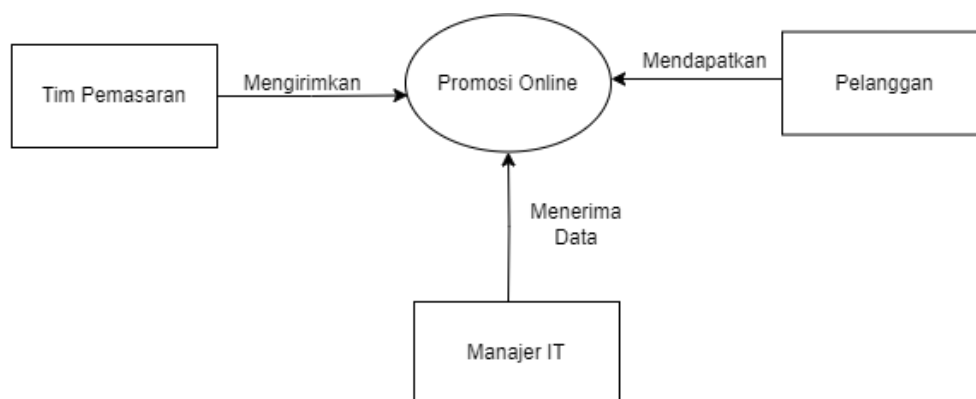 Tim Pemasaran
Mengirimkan
Promosi Online
Mendapatkan
Pelanggan
Menerima
Data
Manajer IT